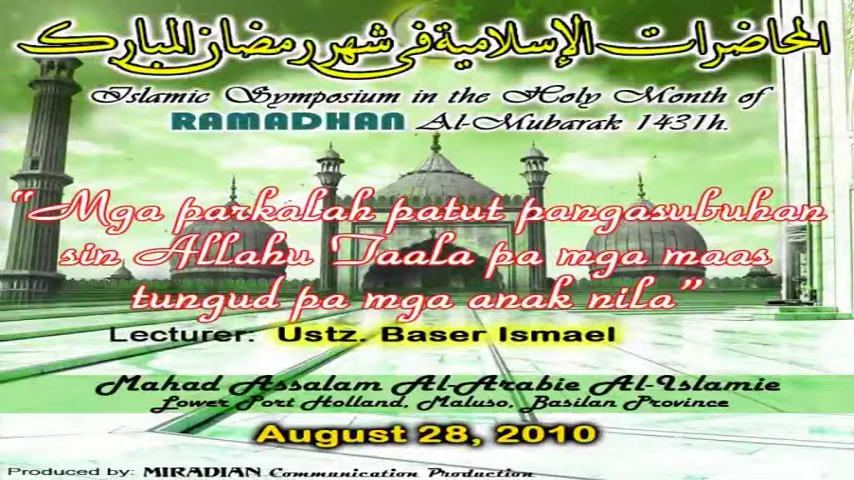 المحاضرات الإسلامية في شهر رمضان المبارك
Islamic Symposium in the Holy Month of
RAMADHAN Al-Mubarak 1431h.
“Mga parkalah patut pangasubuhan
sin Allahu Taala pa mga maas
tungud pa mga anak nila”
Lecturer: Ustz. Baser Ismael
Mahad Assalam Al-Arabie Al-Islamie
Lower Port Holland, Maluso, Basilan Province
August 28, 2010
Produced by: MIRADIAN Communication Production